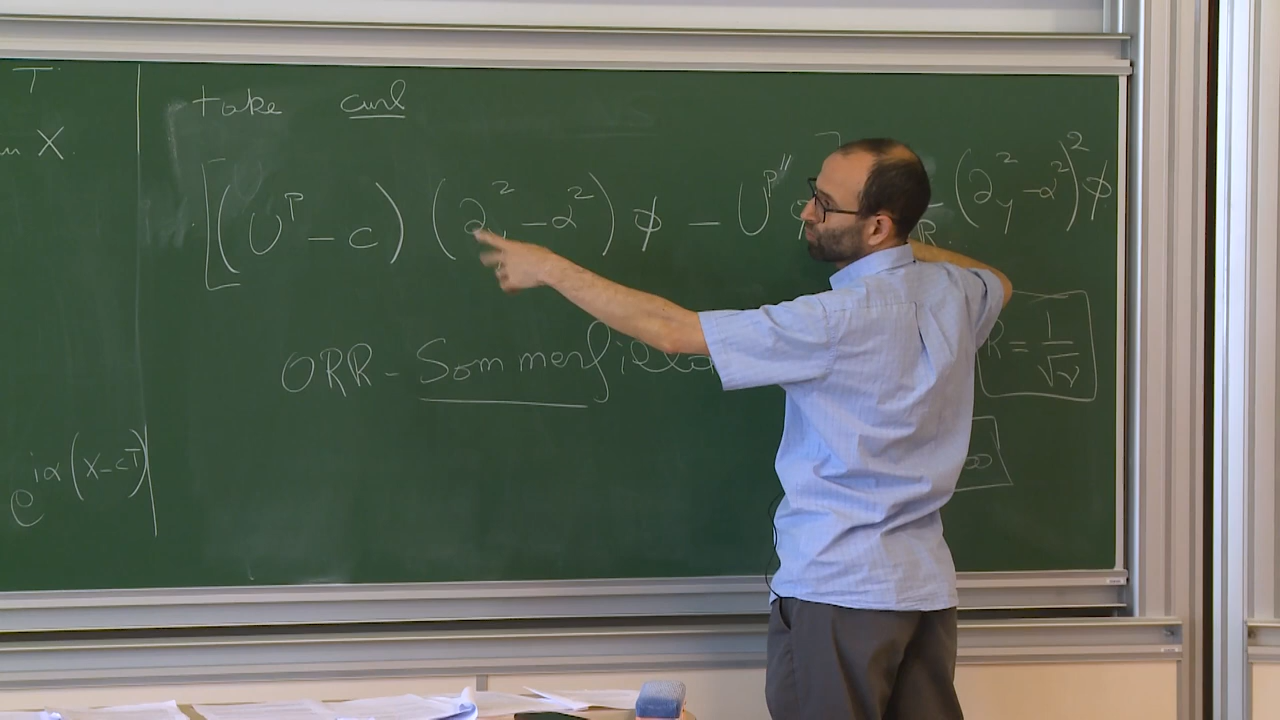 T
X
e^{iα(X-cT)}
take curl
[(U^P - c) (∂_y^2 - α^2) φ - U^P'' φ ] (∂_y^2 - α^2)^2 φ
ORR - Sommerfield
R = 1/√ν
∞